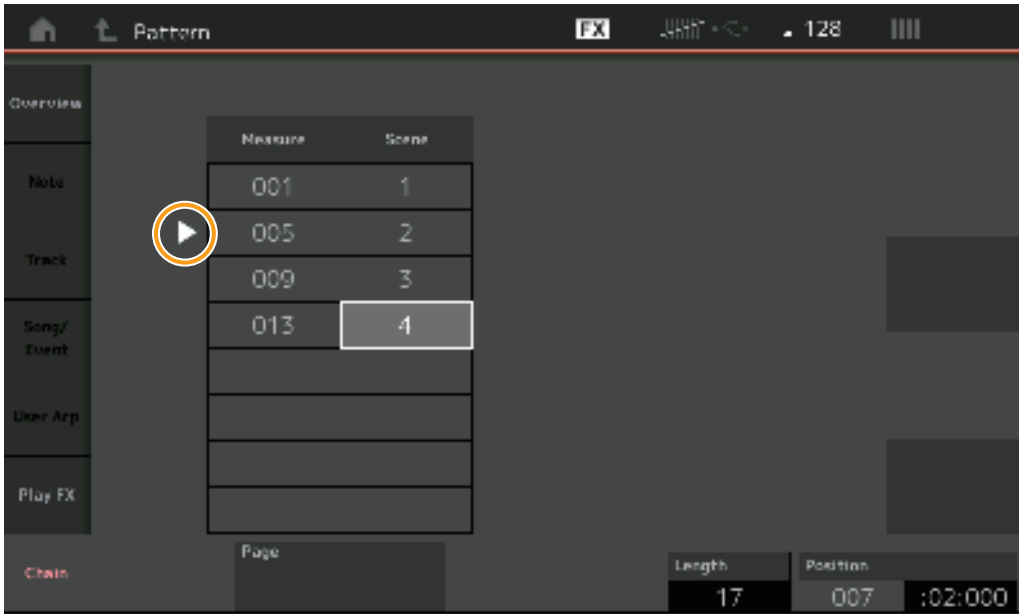 Pattern FX 128
Overview
Note
Track
Song/
Event
User Arp
Play FX
Chain
Measure Scene
001 1
005 2
009 3
013 4
Page
Length Position
17 007 :02:000